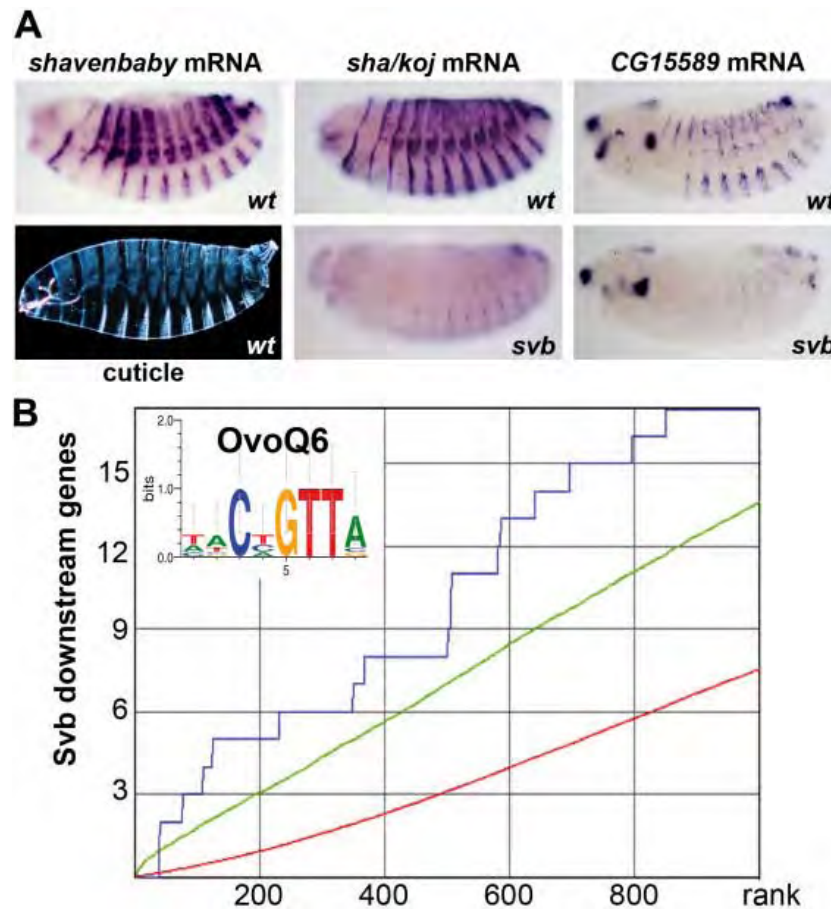 A
shavenbaby mRNA
sha/koj mRNA
CG15589 mRNA
wt
wt
wt
wt
svb
svb
cuticle
B
OvoQ6
2.0
1.0
0.0
bits
5
Svb downstream genes
15
12
9
6
3
200
400
600
800
rank